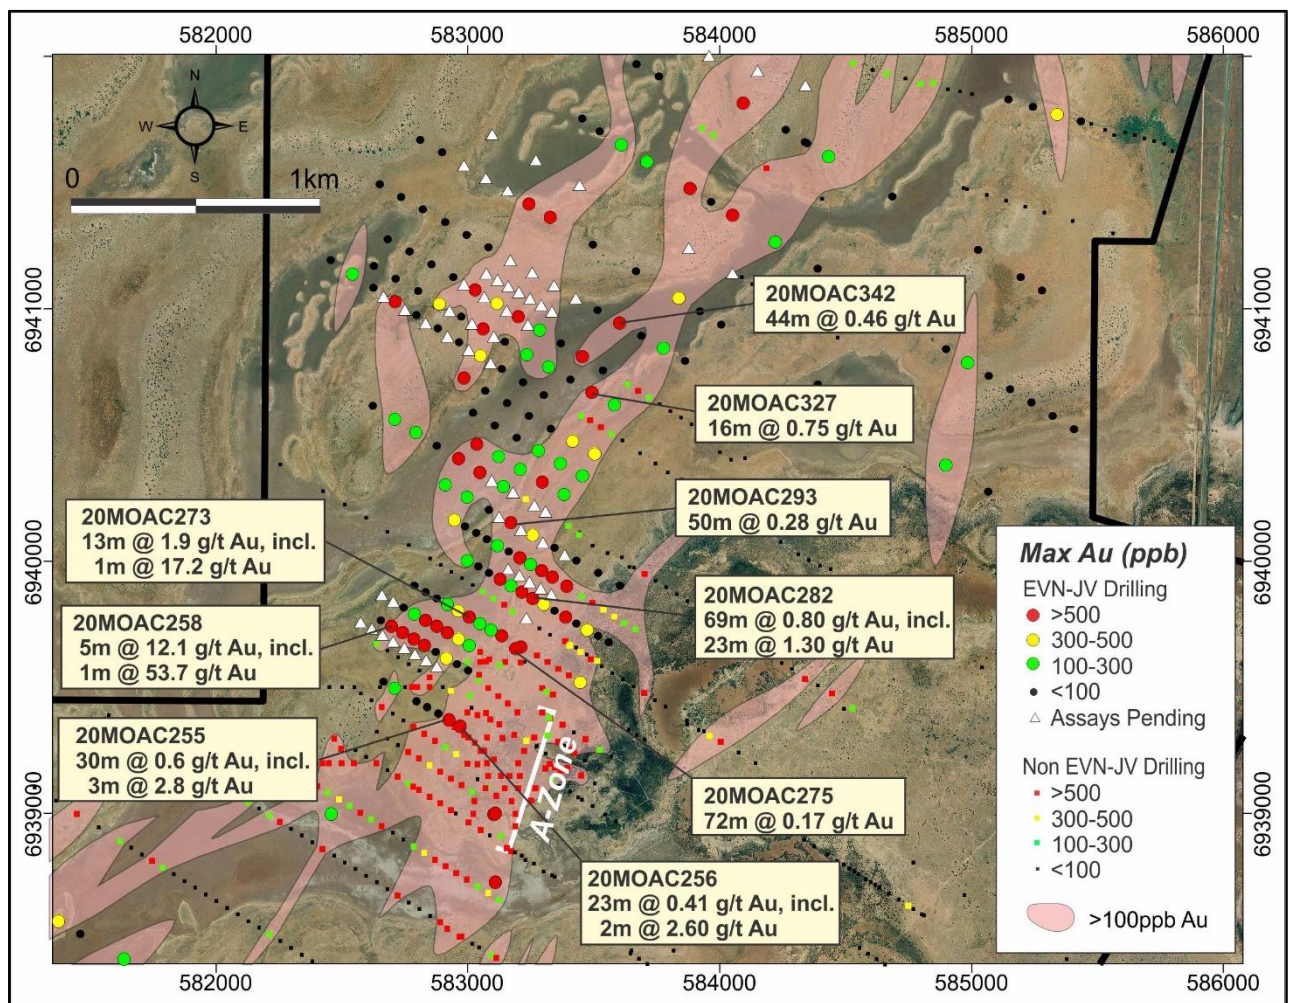 582000 583000 584000 585000 586000
N
W E
S
0 1km
6941000
6941000
20MOAC342
44m @ 0.46 g/t Au
20MOAC327
16m @ 0.75 g/t Au
20MOAC293
50m @ 0.28 g/t Au
20MOAC273
13m @ 1.9 g/t Au, incl.
1m @ 17.2 g/t Au
6940000
6940000
20MOAC282
69m @ 0.80 g/t Au, incl.
23m @ 1.30 g/t Au
20MOAC258
5m @ 12.1 g/t Au, incl.
1m @ 53.7 g/t Au
20MOAC255
30m @ 0.6 g/t Au, incl.
3m @ 2.8 g/t Au
A-Zone
20MOAC275
72m @ 0.17 g/t Au
6939000
6939000
20MOAC256
23m @ 0.41 g/t Au, incl.
2m @ 2.60 g/t Au
Max Au (ppb)
EVN-JV Drilling
>500
300-500
100-300
<100
Assays Pending
Non EVN-JV Drilling
>500
300-500
100-300
<100
>100ppb Au
582000 583000 584000 585000 586000